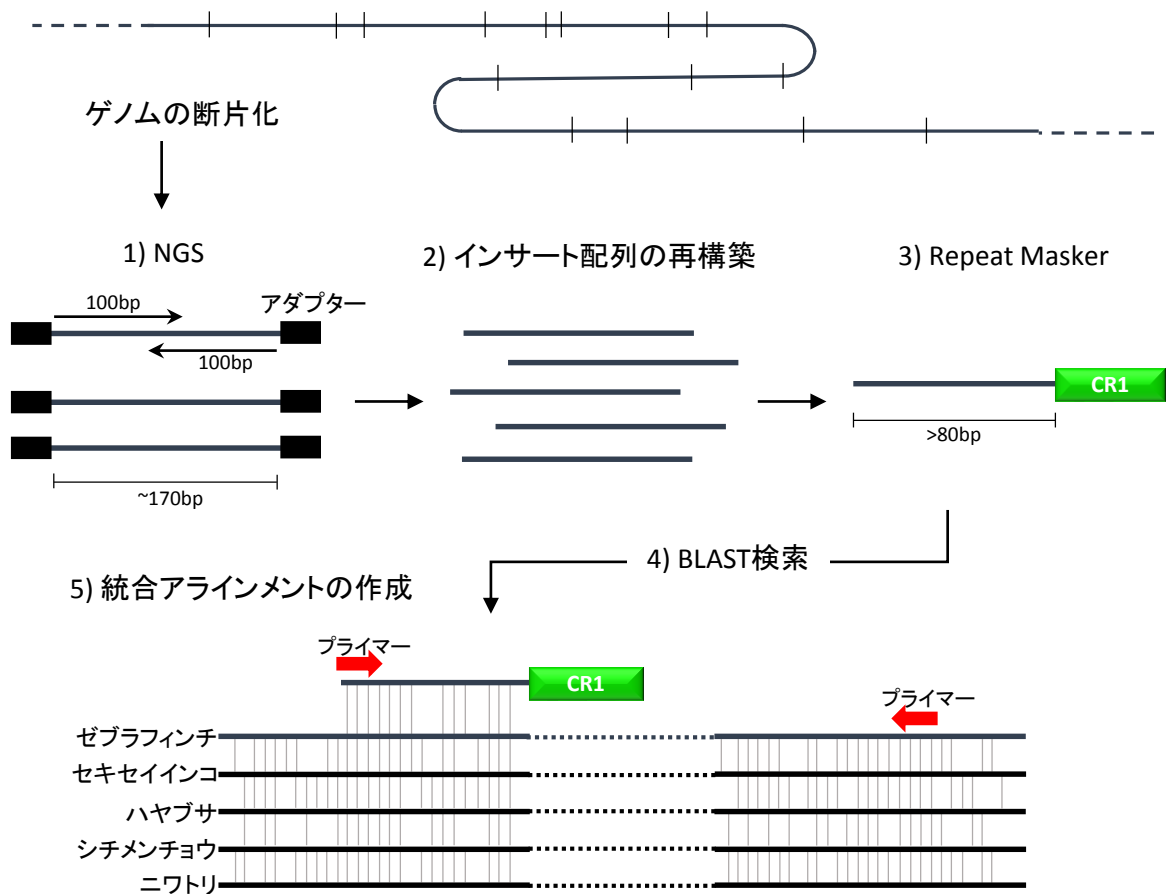 ゲノムの断片化
1) NGS
2) インサート配列の再構築
3) Repeat Masker
100bp
アダプター
100bp
~170bp
CR1
>80bp
4) BLAST検索
5) 統合アラインメントの作成
プライマー
CR1
プライマー
ゼブラフィンチ
セキセイインコ
ハヤブサ
シチメンチョウ
ニワトリ